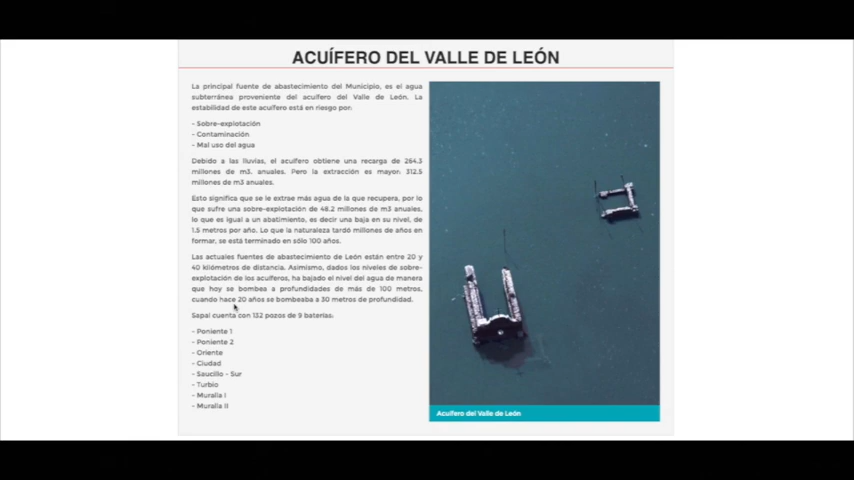 ACUÍFERO DEL VALLE DE LEÓN
La principal fuente de abastecimiento del Municipio, es el agua
subterránea proveniente del acuífero del Valle de León. La
estabilidad de este acuífero está en riesgo por:
- Sobre-explotación
- Contaminación
- Mal uso del agua
Debido a las lluvias, el acuífero obtiene una recarga de 264.3
millones de m3. anuales. Pero la extracción es mayor: 312.5
millones de m3 anuales.
Esto significa que se le extrae más agua de la que recupera, por lo
que sufre una sobre-explotación de 48.2 millones de m3 anuales,
lo que es igual a un abatimiento, es decir una baja en su nivel, de
1.5 metros por año. Lo que la naturaleza tardó millones de años en
formar, se está terminado en sólo 100 años.
Las actuales fuentes de abastecimiento de León están entre 20 y
40 kilómetros de distancia. Asimismo, dados los niveles de sobre-
explotación de los acuíferos, ha bajado el nivel del agua de manera
que hoy se bombea a profundidades de más de 100 metros,
cuando hace 20 años se bombeaba a 30 metros de profundidad.
Sapal cuenta con 132 pozos de 9 baterías:
- Poniente 1
- Poniente 2
- Oriente
- Ciudad
- Saucillo - Sur
- Turbio
- Muralla I
- Muralla II
Acuífero del Valle de León